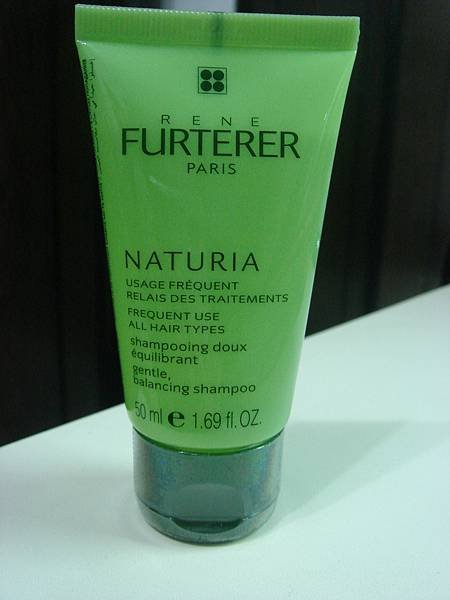 RENE
FURTERER
PARIS
NATURIA
USAGE FRÉQUENT
RELAIS DES TRAITEMENTS
FREQUENT USE
ALL HAIR TYPES
shampooing doux
équilibrant
gentle,
balancing shampoo
50 ml e 1.69 fl.OZ.